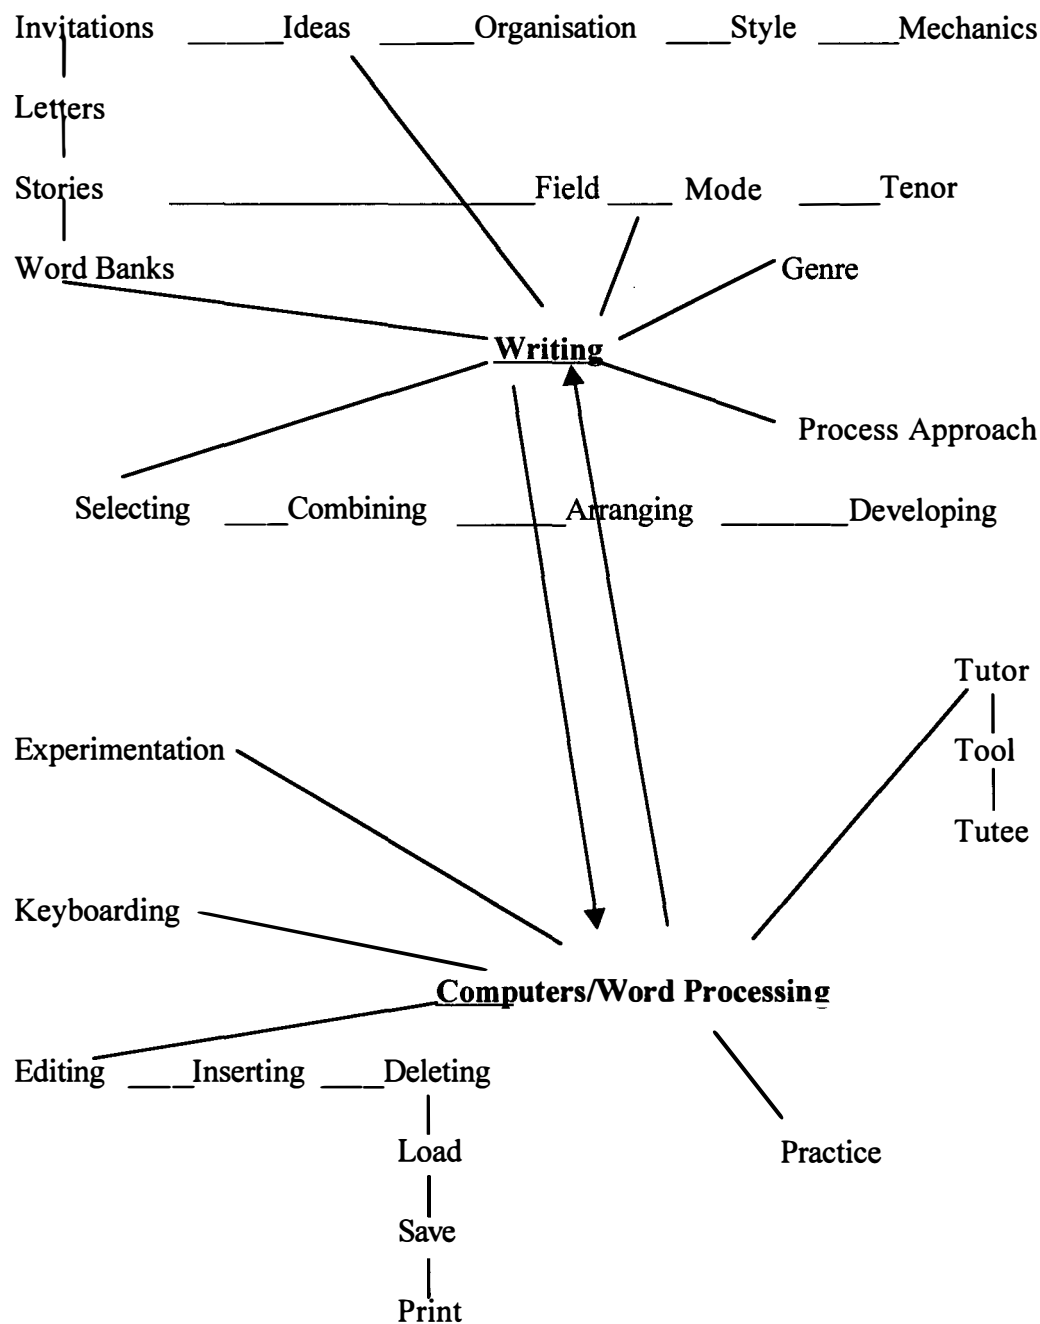 Invitations Ideas Organisation Style Mechanics
Letters
Stories Field Mode Tenor
Word Banks Genre
Writing
Process Approach
Selecting Combining Arranging Developing
Tutor
Experimentation Tool
Tutee
Keyboarding
Computers/Word Processing
Editing Inserting Deleting
Load Practice
Save
Print